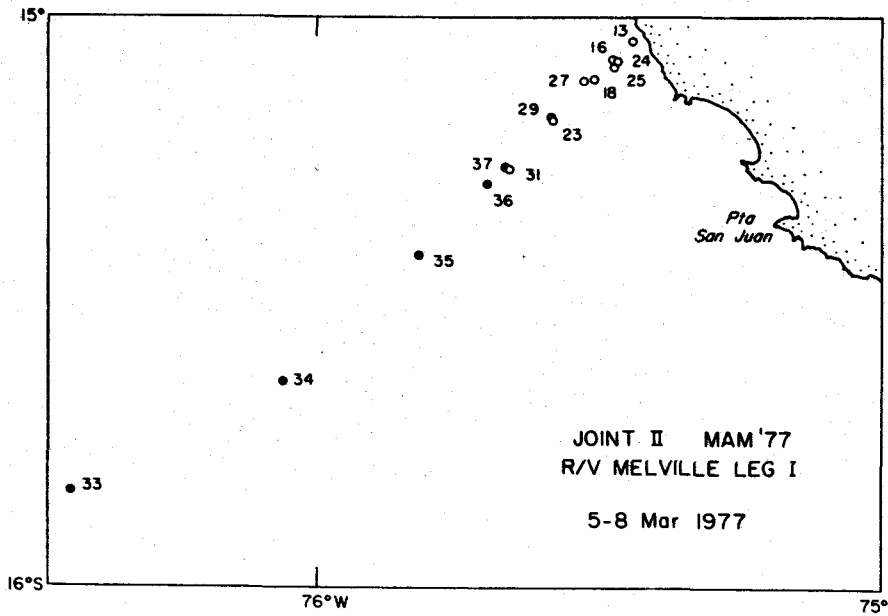 15°
13
16
24
25
27
18
29
23
37
31
36
Pta
San Juan
35
34
JOINT II MAM '77
R/V MELVILLE LEG I
33
5-8 Mar 1977
16°S
76°W
75°